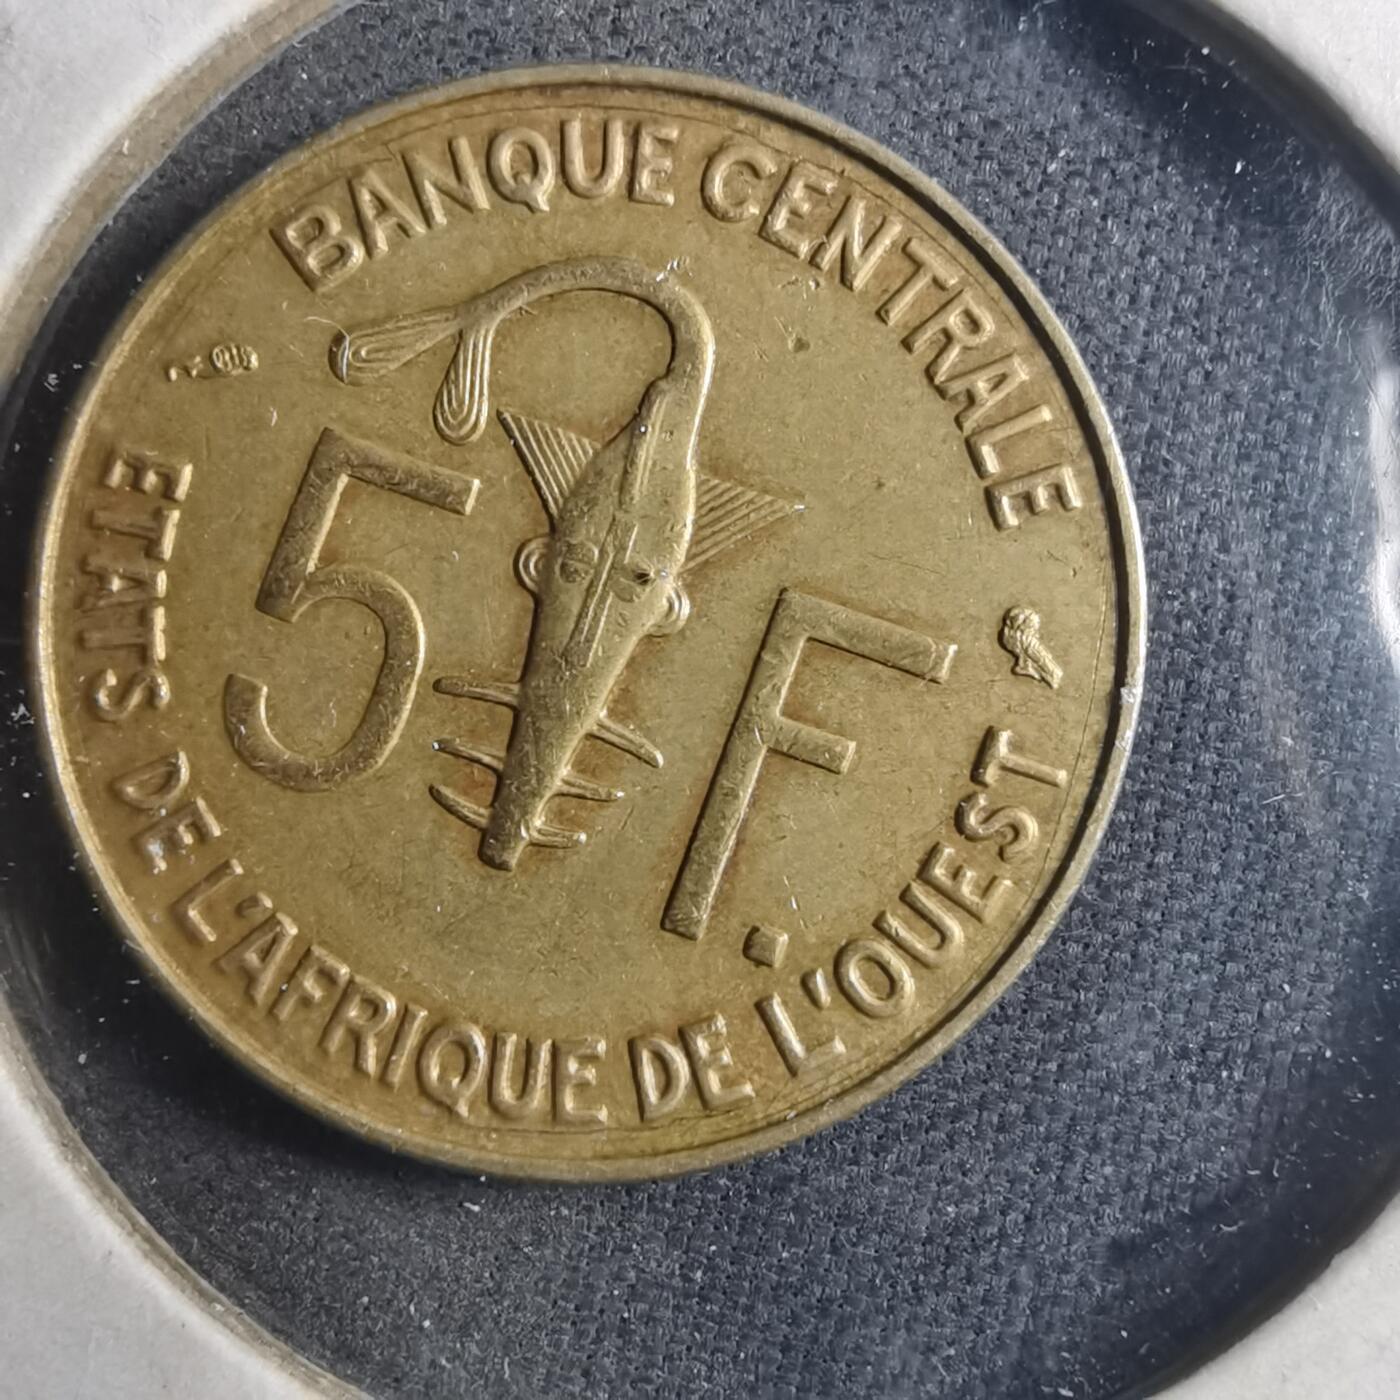 BANQUE CENTRALE
5 F.
ETATS DE L'AFRIQUE DE L'OUEST